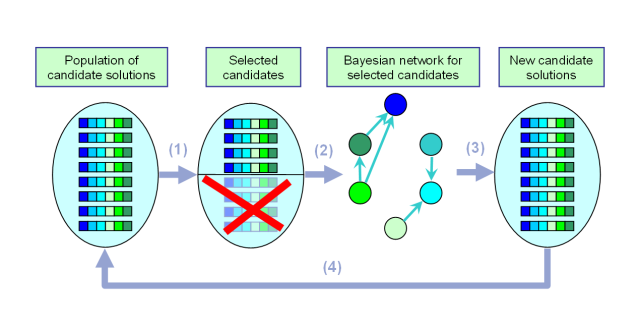 Population of
candidate solutions
Selected
candidates
Bayesian network for
selected candidates
New candidate
solutions
(1)
(2)
(3)
(4)